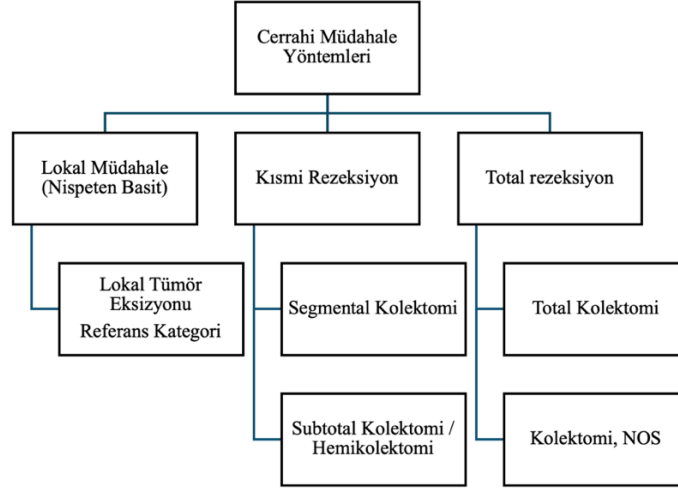 Cerrahi Müdahale
Yöntemleri
Lokal Müdahale
(Nispeten Basit)
Kısmi Rezeksiyon
Total rezeksiyon
Lokal Tümör
Eksizyonu
Referans Kategori
Segmental Kolektomi
Total Kolektomi
Subtotal Kolektomi /
Hemikolektomi
Kolektomi, NOS